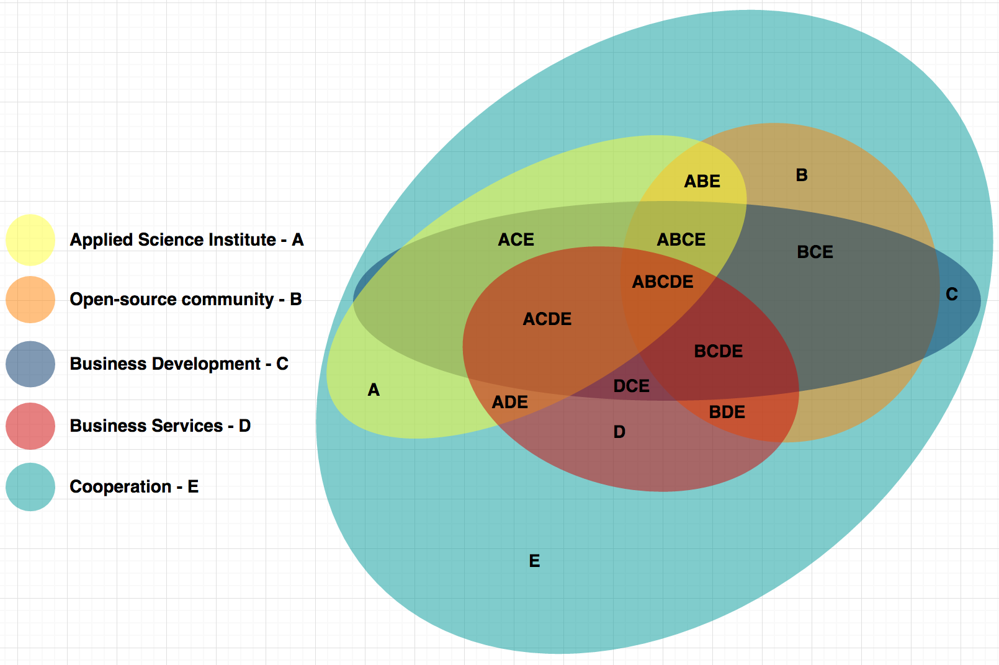 Applied Science Institute - A
Open-source community - B
Business Development - C
Business Services - D
Cooperation - E
ABE
B
ACE
ABCE
BCE
ABCDE
C
ACDE
BCDE
DCE
A
ADE
BDE
D
E